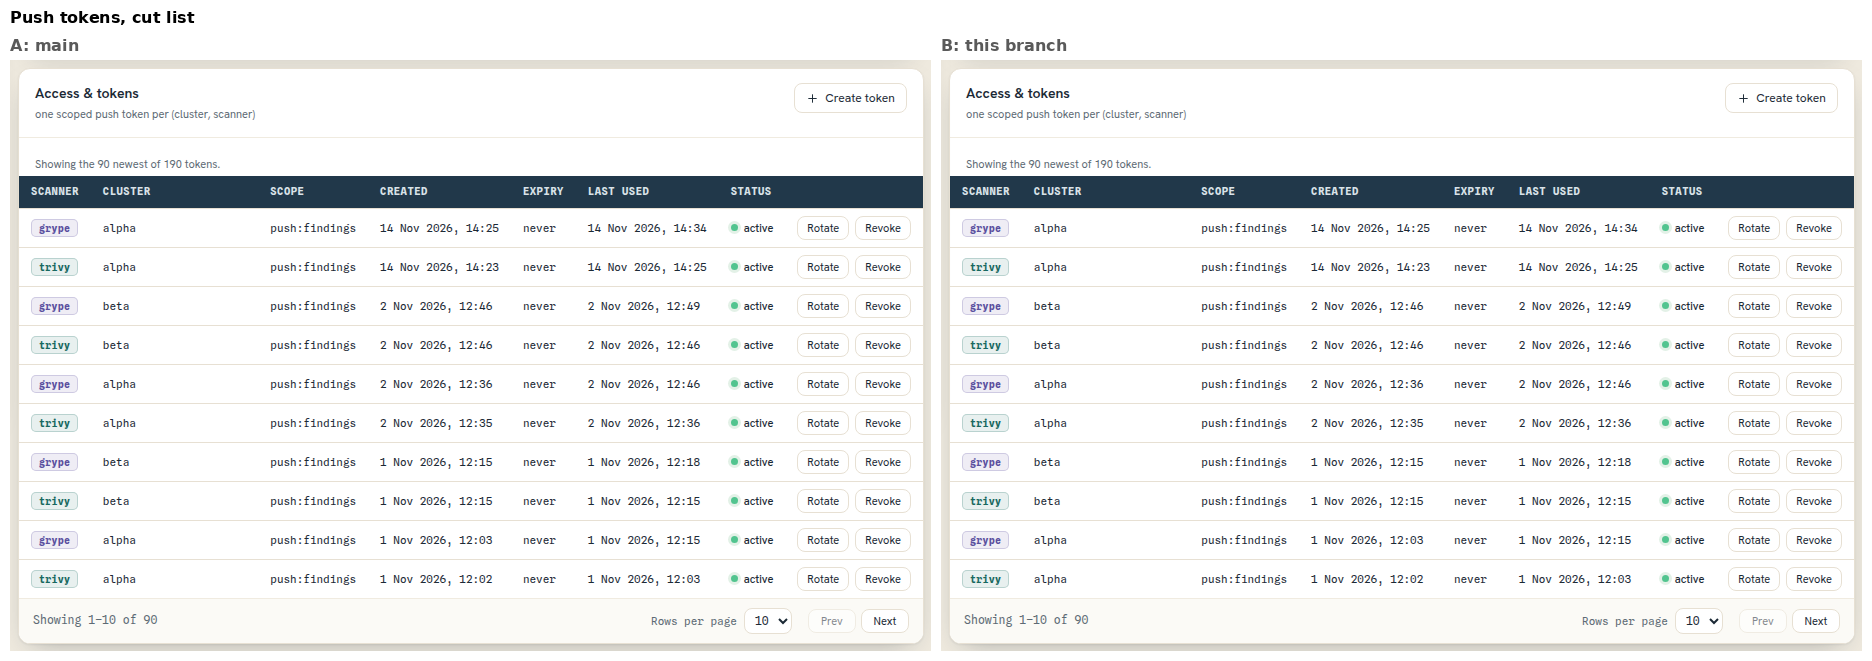 Push tokens, cut list
A: main
Access & tokens
one scoped push token per (cluster, scanner)
+ Create token
Showing the 90 newest of 190 tokens.
SCANNER CLUSTER SCOPE CREATED EXPIRY LAST USED STATUS
grype alpha push:findings 14 Nov 2026, 14:25 never 14 Nov 2026, 14:34 active Rotate Revoke
trivy alpha push:findings 14 Nov 2026, 14:23 never 14 Nov 2026, 14:25 active Rotate Revoke
grype beta push:findings 2 Nov 2026, 12:46 never 2 Nov 2026, 12:49 active Rotate Revoke
trivy beta push:findings 2 Nov 2026, 12:46 never 2 Nov 2026, 12:46 active Rotate Revoke
grype alpha push:findings 2 Nov 2026, 12:36 never 2 Nov 2026, 12:46 active Rotate Revoke
trivy alpha push:findings 2 Nov 2026, 12:35 never 2 Nov 2026, 12:36 active Rotate Revoke
grype beta push:findings 1 Nov 2026, 12:15 never 1 Nov 2026, 12:18 active Rotate Revoke
trivy beta push:findings 1 Nov 2026, 12:15 never 1 Nov 2026, 12:15 active Rotate Revoke
grype alpha push:findings 1 Nov 2026, 12:03 never 1 Nov 2026, 12:15 active Rotate Revoke
trivy alpha push:findings 1 Nov 2026, 12:02 never 1 Nov 2026, 12:03 active Rotate Revoke
Showing 1–10 of 90 Rows per page 10 Prev Next
B: this branch
Access & tokens
one scoped push token per (cluster, scanner)
+ Create token
Showing the 90 newest of 190 tokens.
SCANNER CLUSTER SCOPE CREATED EXPIRY LAST USED STATUS
grype alpha push:findings 14 Nov 2026, 14:25 never 14 Nov 2026, 14:34 active Rotate Revoke
trivy alpha push:findings 14 Nov 2026, 14:23 never 14 Nov 2026, 14:25 active Rotate Revoke
grype beta push:findings 2 Nov 2026, 12:46 never 2 Nov 2026, 12:49 active Rotate Revoke
trivy beta push:findings 2 Nov 2026, 12:46 never 2 Nov 2026, 12:46 active Rotate Revoke
grype alpha push:findings 2 Nov 2026, 12:36 never 2 Nov 2026, 12:46 active Rotate Revoke
trivy alpha push:findings 2 Nov 2026, 12:35 never 2 Nov 2026, 12:36 active Rotate Revoke
grype beta push:findings 1 Nov 2026, 12:15 never 1 Nov 2026, 12:18 active Rotate Revoke
trivy beta push:findings 1 Nov 2026, 12:15 never 1 Nov 2026, 12:15 active Rotate Revoke
grype alpha push:findings 1 Nov 2026, 12:03 never 1 Nov 2026, 12:15 active Rotate Revoke
trivy alpha push:findings 1 Nov 2026, 12:02 never 1 Nov 2026, 12:03 active Rotate Revoke
Showing 1–10 of 90 Rows per page 10 Prev Next